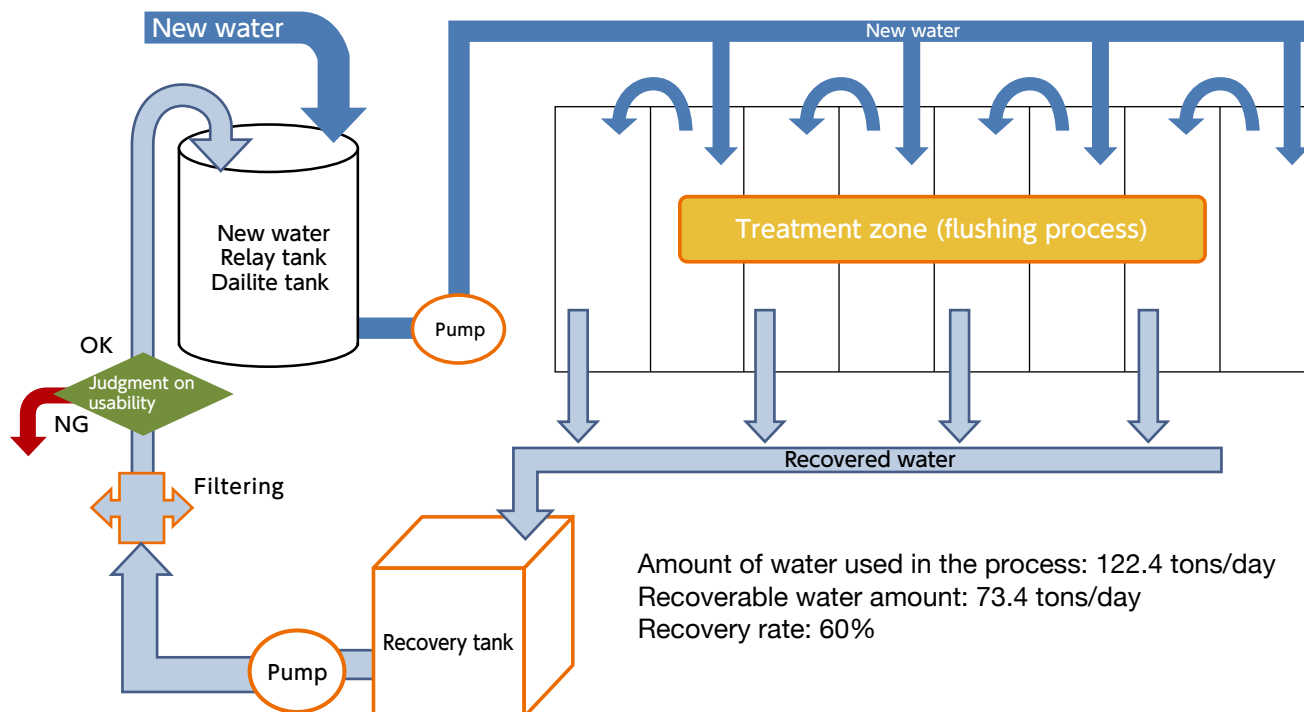 New water
New water
New water
Relay tank
Dailite tank
Pump
Treatment zone (flushing process)
OK
Judgment on
usability
NG
Filtering
Recovered water
Recovery tank
Pump
Amount of water used in the process: 122.4 tons/day
Recoverable water amount: 73.4 tons/day
Recovery rate: 60%